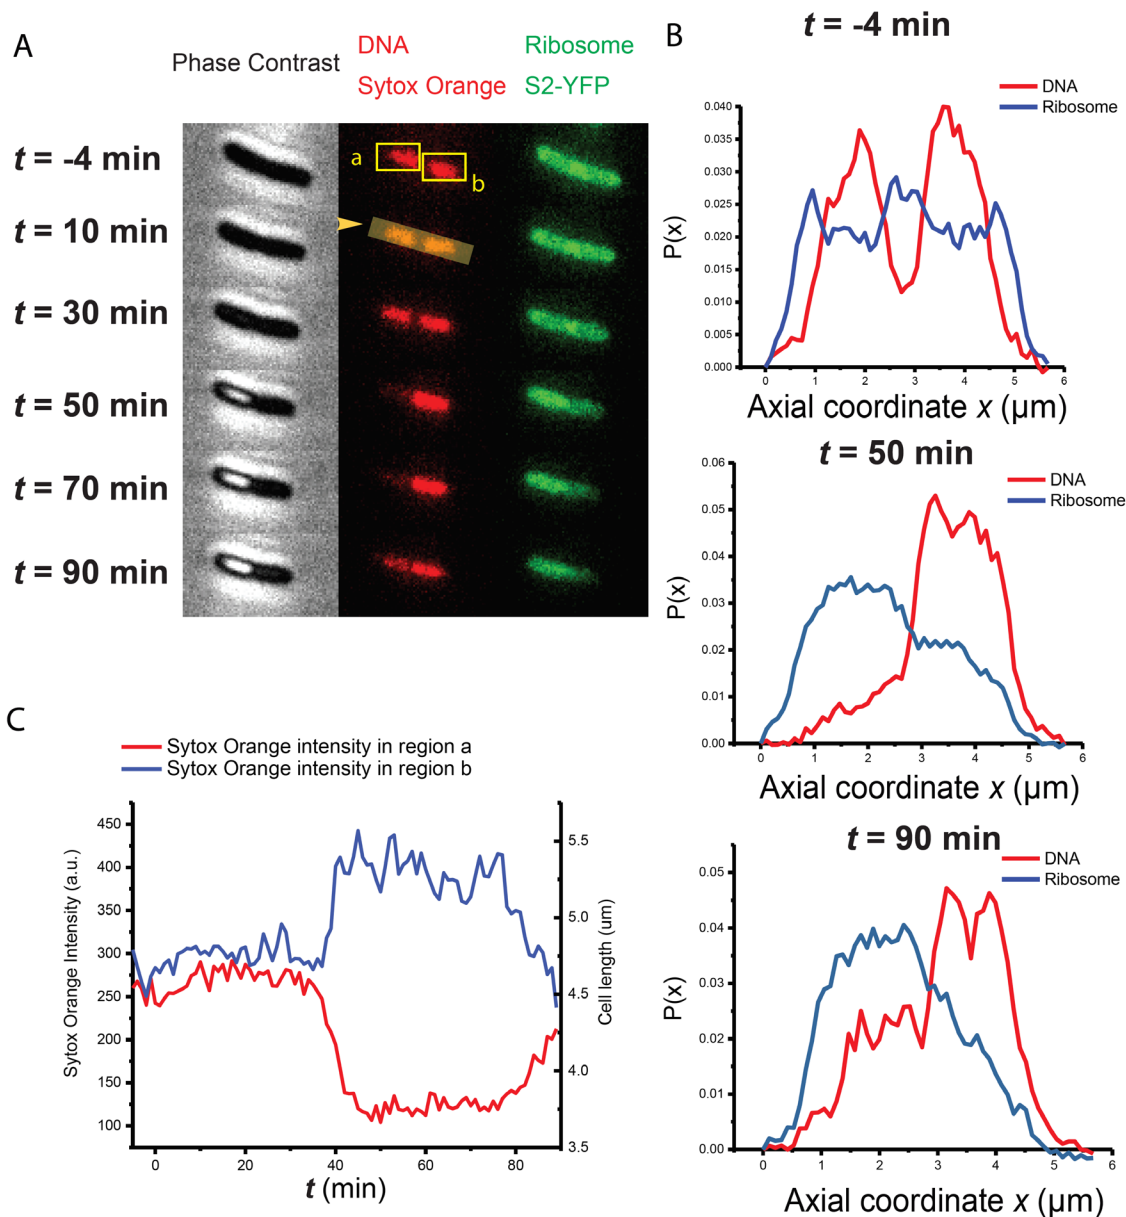 A
Phase Contrast
DNA
Sytox Orange
Ribosome
S2-YFP
t = -4 min
t = 10 min
t = 30 min
t = 50 min
t = 70 min
t = 90 min
a
b
B
t = -4 min
DNA
Ribosome
0.040
0.035
0.030
0.025
0.020
0.015
0.010
0.005
0.000
P(x)
0 1 2 3 4 5 6
Axial coordinate x (µm)
t = 50 min
DNA
Ribosome
0.06
0.05
0.04
0.03
0.02
0.01
0.00
P(x)
0 1 2 3 4 5 6
Axial coordinate x (µm)
t = 90 min
DNA
Ribosome
0.05
0.04
0.03
0.02
0.01
0.00
P(x)
0 1 2 3 4 5 6
Axial coordinate x (µm)
C
Sytox Orange intensity in region a
Sytox Orange intensity in region b
450
400
350
300
250
200
150
100
Sytox Orange Intensity (a.u.)
5.5
5.0
4.5
4.0
3.5
Cell length (um)
0 20 40 60 80
t (min)